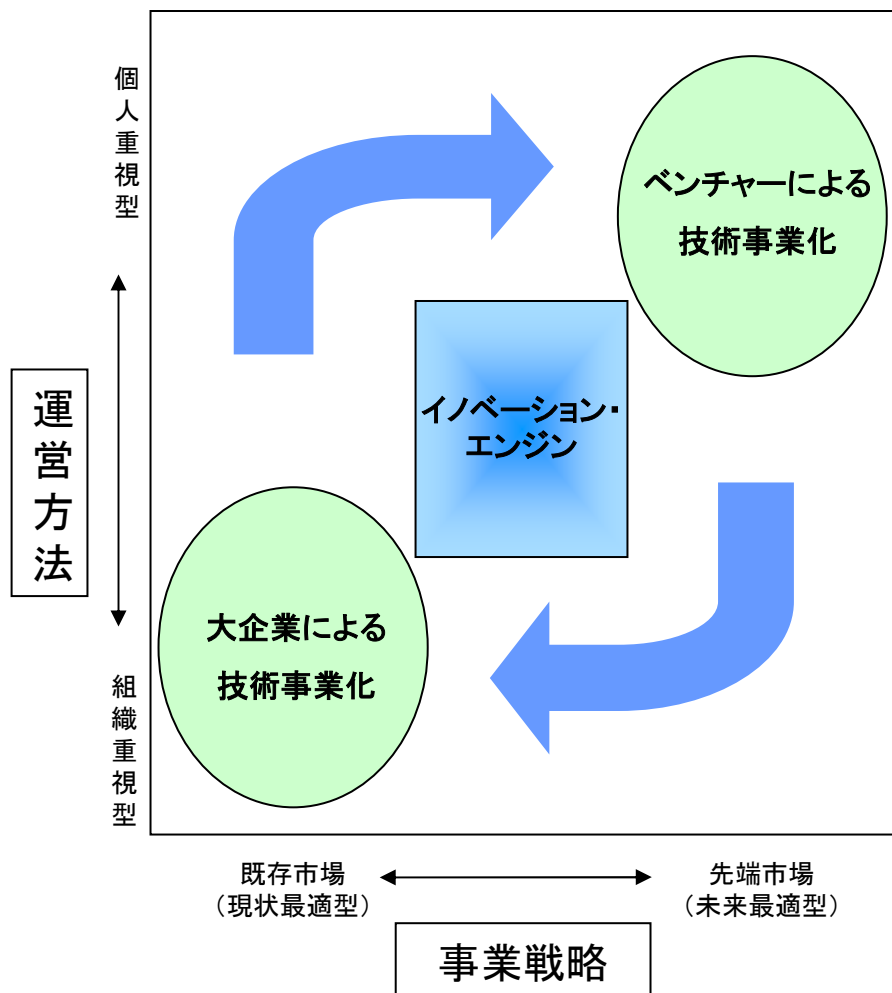 個人重視型
ベンチャーによる
技術事業化
運営方法
イノベーション・
エンジン
大企業による
技術事業化
組織重視型
既存市場
（現状最適型）
先端市場
（未来最適型）
事業戦略